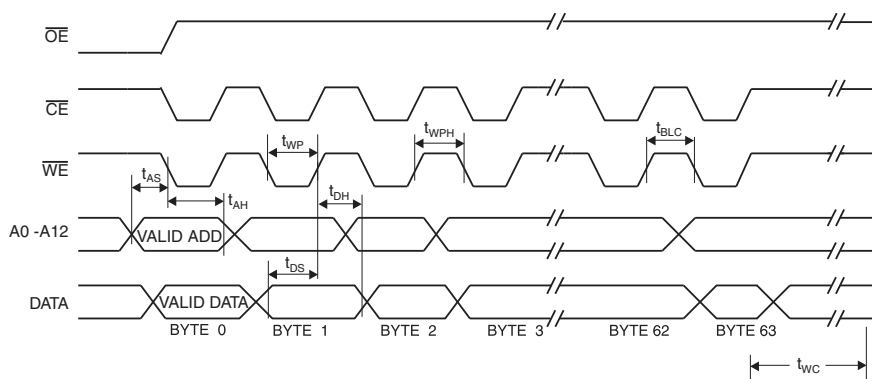 OE
CE
tWP
tWPH
tBLC
WE
tAS
tAH
tDH
A0 -A12
VALID ADD
tDS
DATA
VALID DATA
BYTE 0
BYTE 1
BYTE 2
BYTE 3
BYTE 62
BYTE 63
tWC